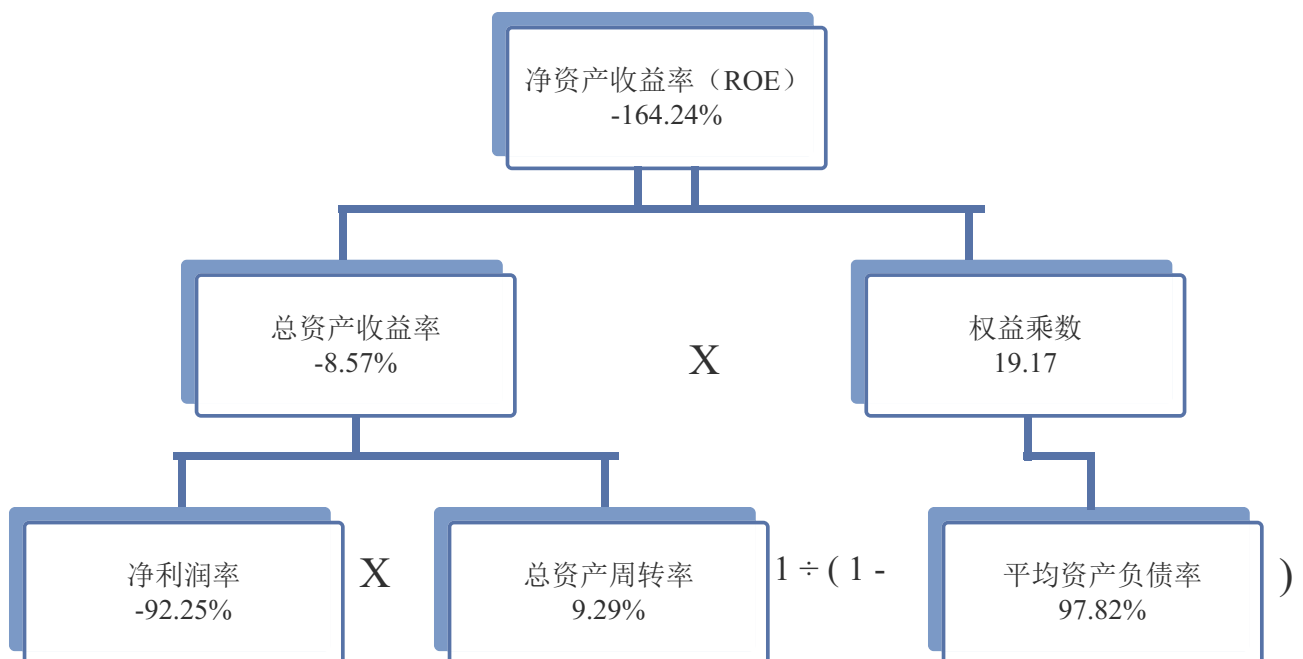 净资产收益率（ROE）
-164.24%
总资产收益率
-8.57%
X
权益乘数
19.17
净利润率
-92.25%
X
总资产周转率
9.29%
1 ÷ ( 1 -
平均资产负债率
97.82%
)